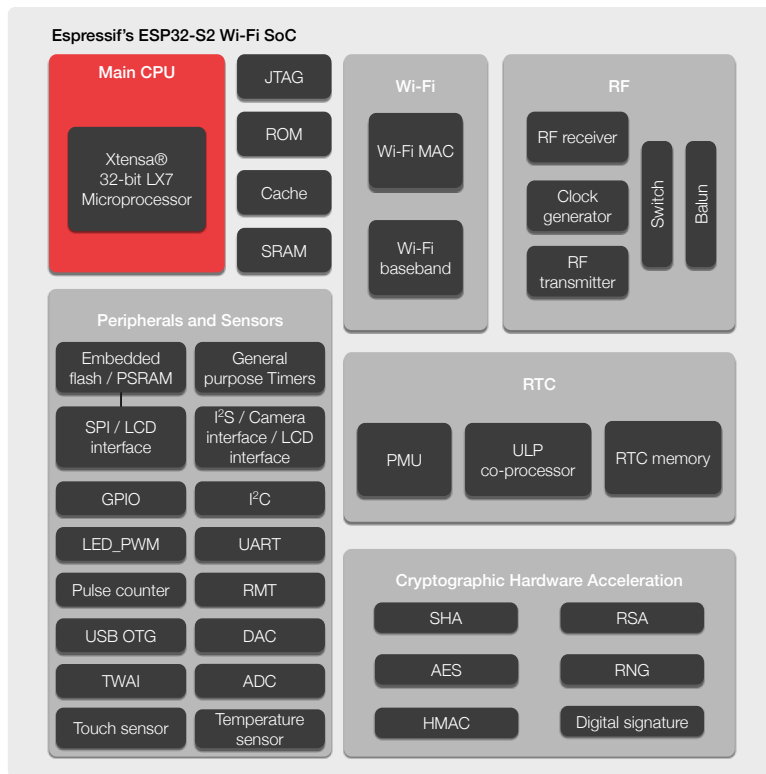 Espressif's ESP32-S2 Wi-Fi SoC
Main CPU
Xtensa®
32-bit LX7
Microprocessor
JTAG
ROM
Cache
SRAM
Wi-Fi
Wi-Fi MAC
Wi-Fi
baseband
RF
RF receiver
Clock
generator
RF
transmitter
Switch
Balun
Peripherals and Sensors
Embedded
flash / PSRAM
General
purpose Timers
SPI / LCD
interface
I²S / Camera
interface / LCD
interface
GPIO
I²C
LED_PWM
UART
Pulse counter
RMT
USB OTG
DAC
TWAI
ADC
Touch sensor
Temperature
sensor
RTC
PMU
ULP
co-processor
RTC memory
Cryptographic Hardware Acceleration
SHA
RSA
AES
RNG
HMAC
Digital signature